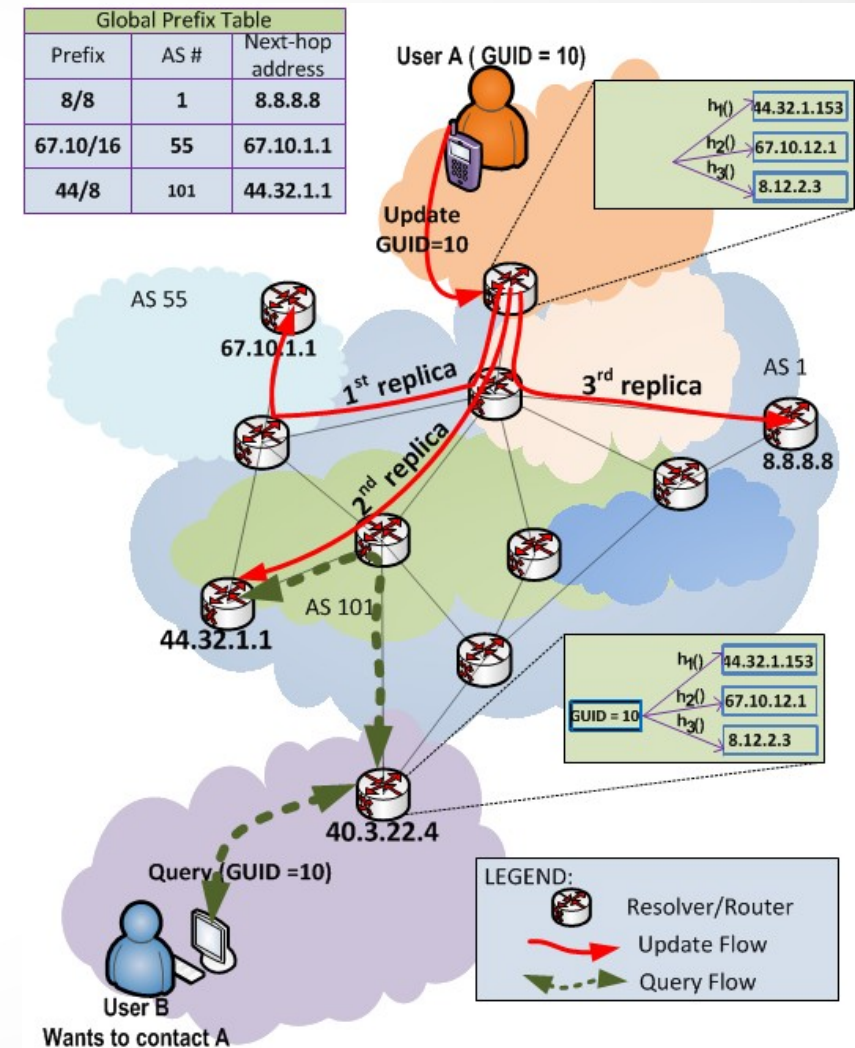 Global Prefix Table
Prefix AS # Next-hop address
8/8 1 8.8.8.8
67.10/16 55 67.10.1.1
44/8 101 44.32.1.1
User A ( GUID = 10)
h1() 44.32.1.153
h2() 67.10.12.1
h3() 8.12.2.3
Update
GUID=10
AS 55
67.10.1.1
1st replica
3rd replica
AS 1
8.8.8.8
2nd replica
AS 101
44.32.1.1
h1() 44.32.1.153
GUID = 10 h2() 67.10.12.1
h3() 8.12.2.3
40.3.22.4
Query (GUID =10)
User B
Wants to contact A
LEGEND:
Resolver/Router
Update Flow
Query Flow